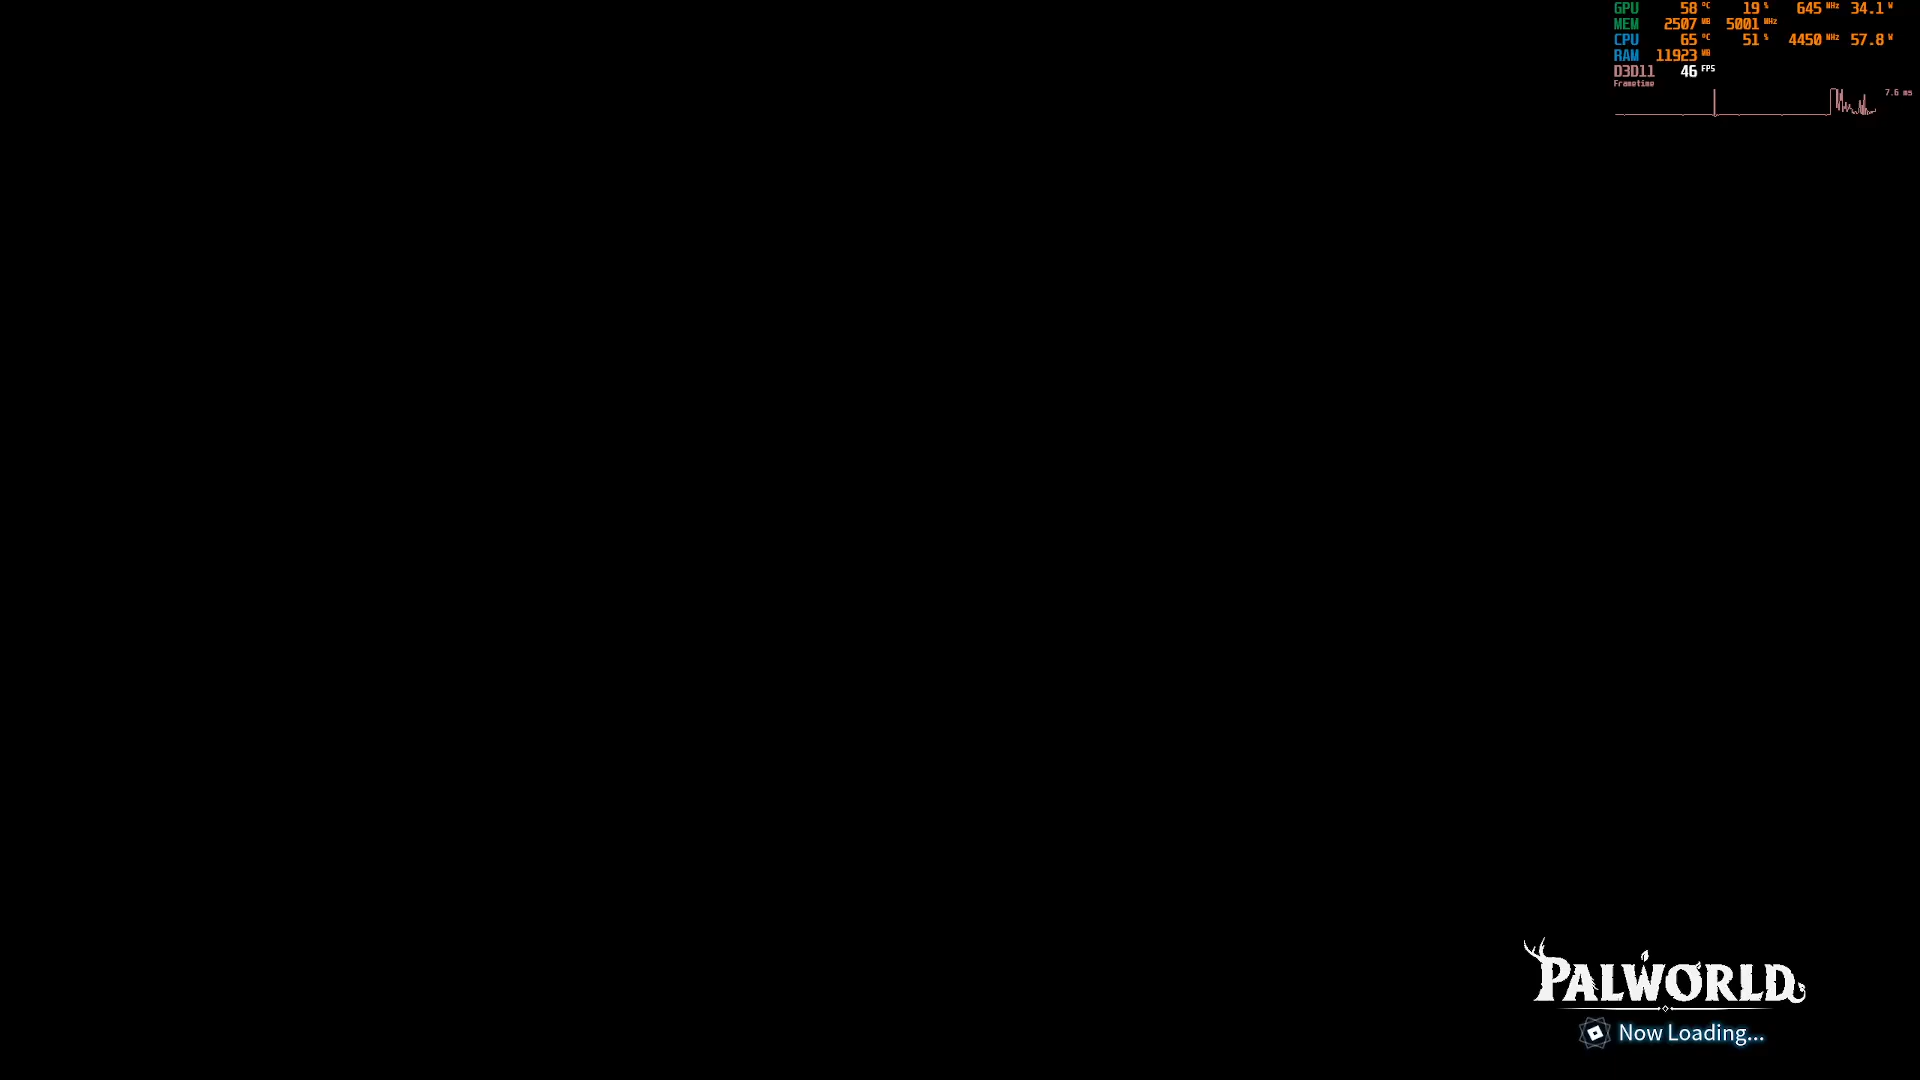 GPU 58 °C 19 % 645 MHz 34.1 W
MEM 2507 MB 5001 MHz
CPU 65 °C 51 % 4450 MHz 57.8 W
RAM 11923 MB
D3D11 46 FPS
Frametime
7.6 ms
PALWORLD
Now Loading...